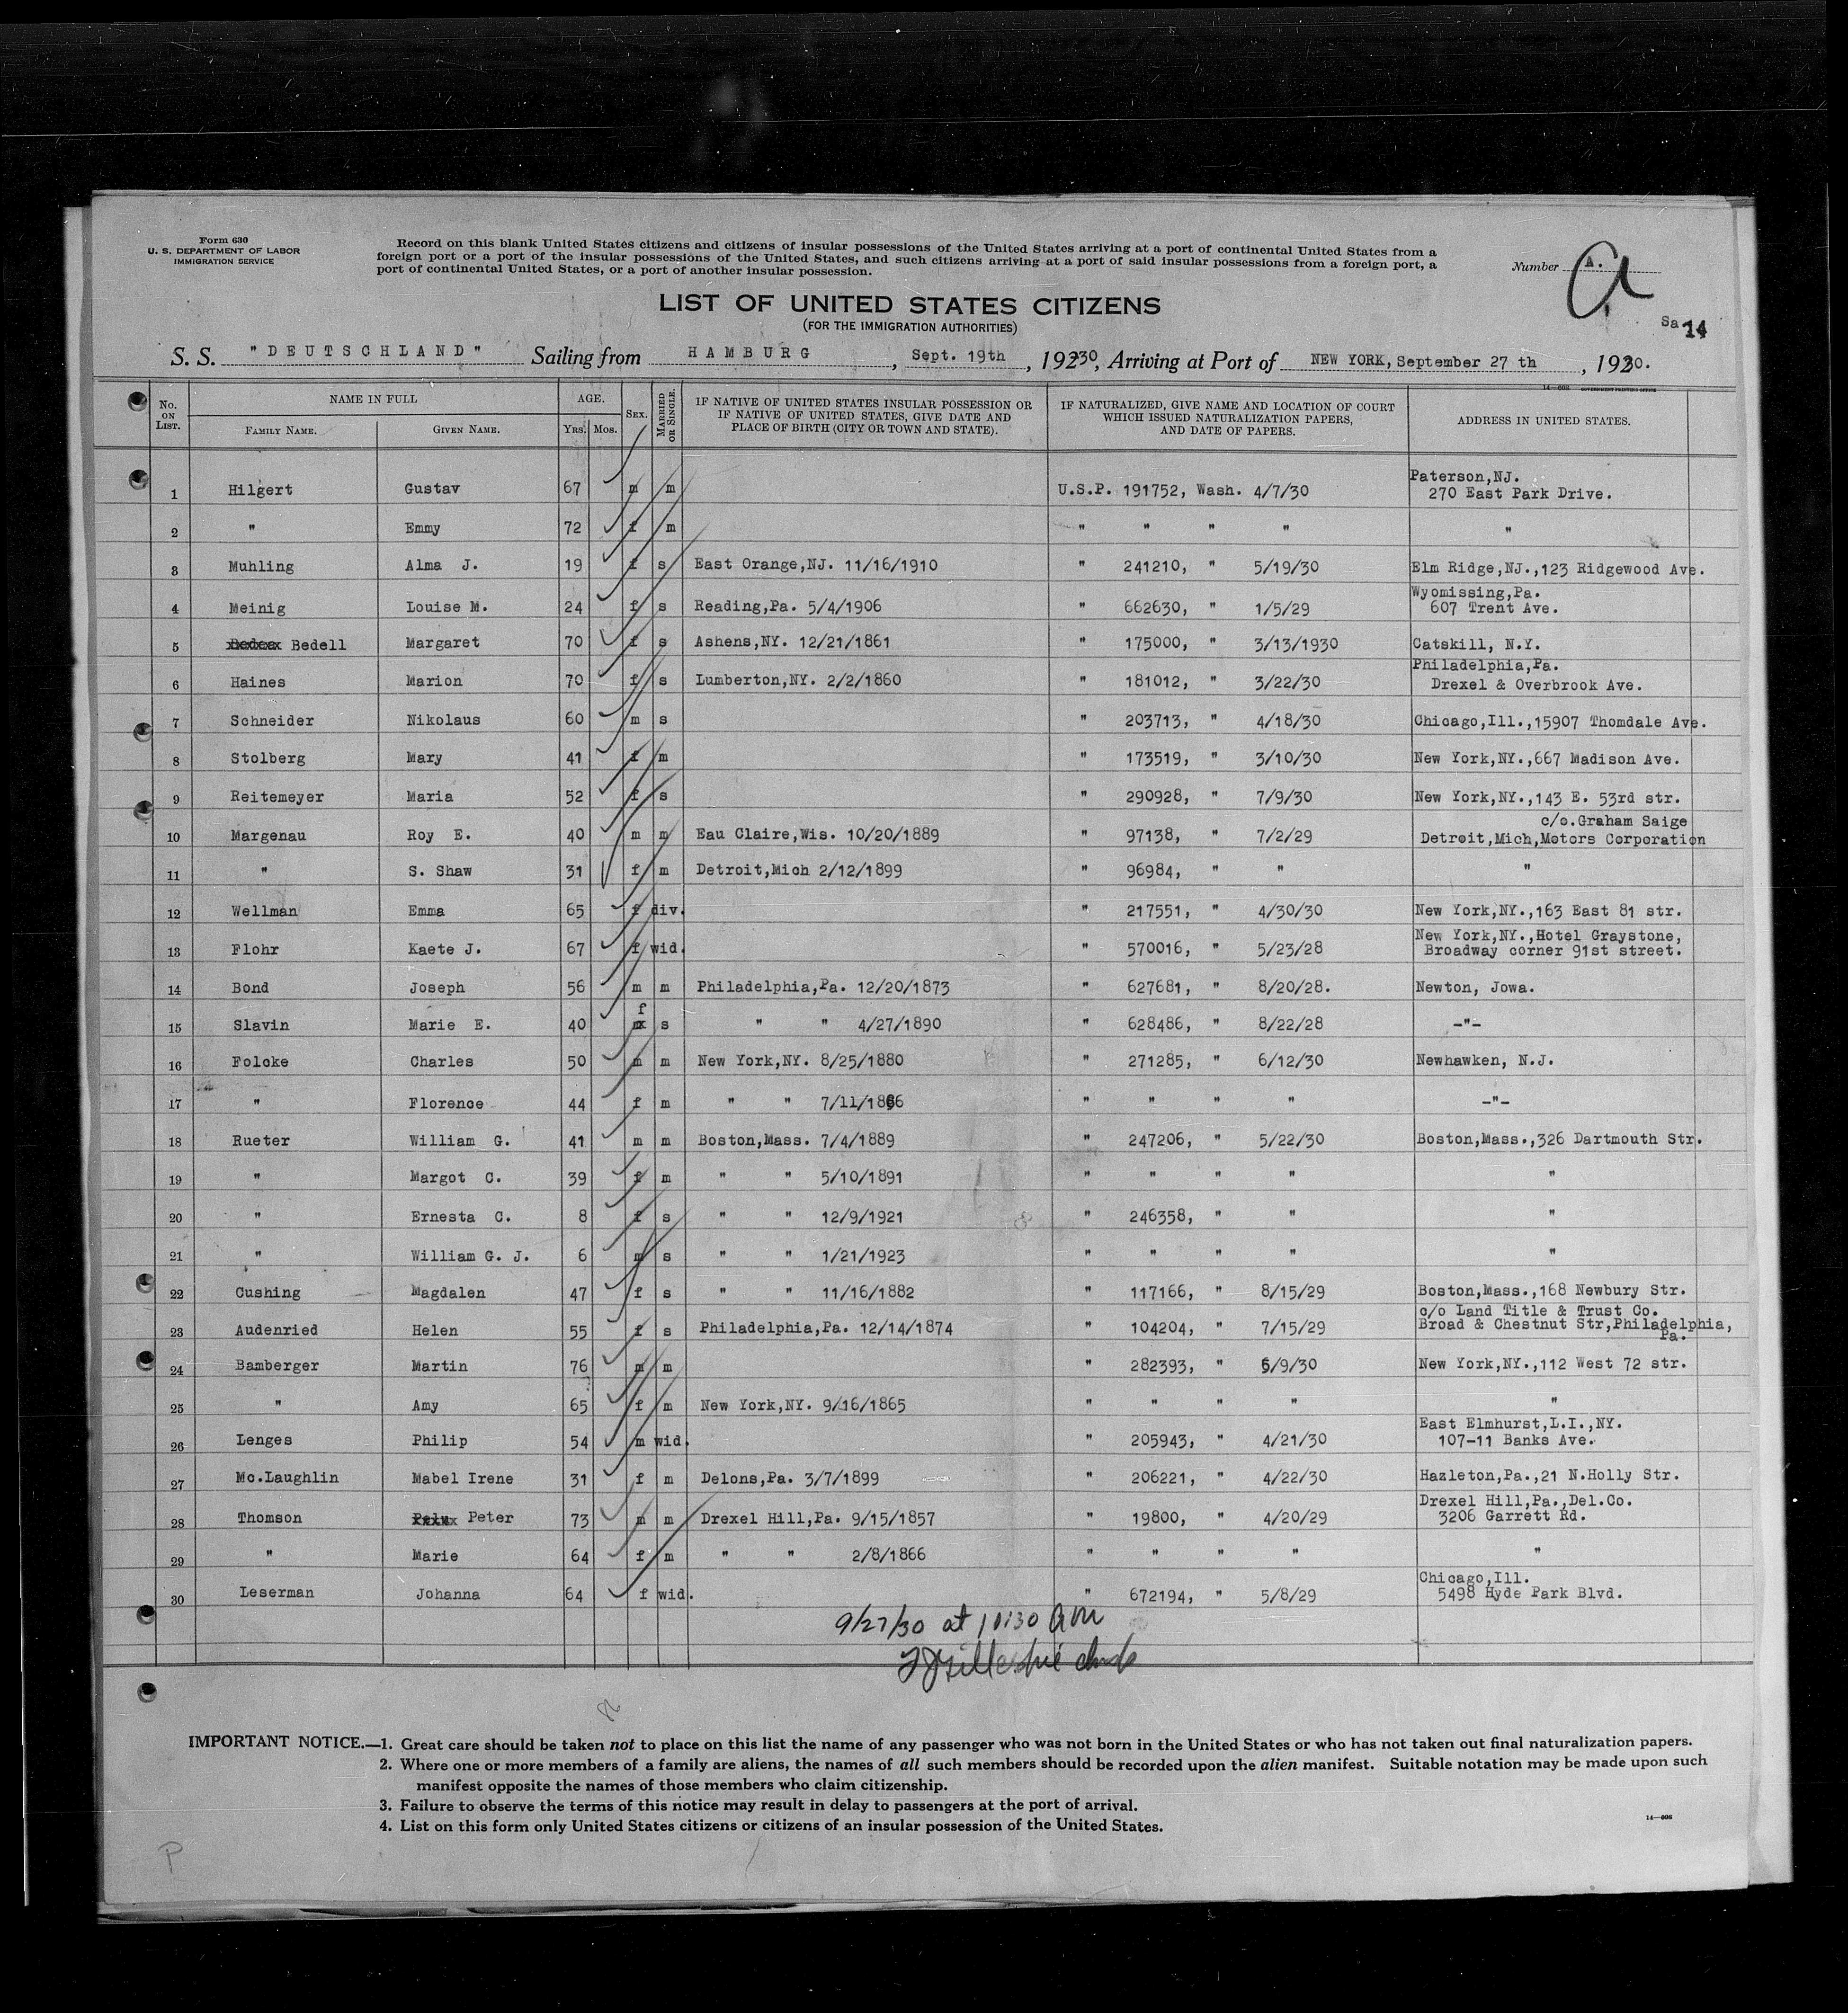 Form 630
U. S. DEPARTMENT OF LABOR
IMMIGRATION SERVICE
Record on this blank United States citizens and citizens of insular possessions of the United States arriving at a port of continental United States from a
foreign port or a port of the insular possessions of the United States, and such citizens arriving at a port of said insular possessions from a foreign port, a
port of continental United States, or a port of another insular possession.
Number A.
a
LIST OF UNITED STATES CITIZENS
(FOR THE IMMIGRATION AUTHORITIES)
Sa 14
S. S. "DEUTSCHLAND" Sailing from HAMBURG, Sept. 19th, 19230, Arriving at Port of NEW YORK, September 27 th, 1930.
No. ON LIST. NAME IN FULL AGE. SEX. MARRIED OR SINGLE. IF NATIVE OF UNITED STATES INSULAR POSSESSION OR IF NATIVE OF UNITED STATES, GIVE DATE AND PLACE OF BIRTH (CITY OR TOWN AND STATE). IF NATURALIZED, GIVE NAME AND LOCATION OF COURT WHICH ISSUED NATURALIZATION PAPERS, AND DATE OF PAPERS. ADDRESS IN UNITED STATES.
FAMILY NAME. GIVEN NAME. YRS. MOS.
1 Hilgert Gustav 67 m m U.S.P. 191752, Wash. 4/7/30 Paterson,NJ. 270 East Park Drive.
2 " Emmy 72 f m " " " " "
3 Muhling Alma J. 19 f s East Orange,NJ. 11/16/1910 " 241210, " 5/19/30 Elm Ridge,NJ.,123 Ridgewood Ave.
4 Meinig Louise M. 24 f s Reading,Pa. 5/4/1906 " 662630, " 1/5/29 Wyomissing,Pa. 607 Trent Ave.
5 Bedell Margaret 70 f s Ashens,NY. 12/21/1861 " 175000, " 3/13/1930 Catskill, N.Y.
6 Haines Marion 70 f s Lumberton,NY. 2/2/1860 " 181012, " 3/22/30 Philadelphia,Pa. Drexel & Overbrook Ave.
7 Schneider Nikolaus 60 m s " 203713, " 4/18/30 Chicago,Ill.,15907 Thomdale Ave.
8 Stolberg Mary 41 f m " 173519, " 3/10/30 New York,NY.,667 Madison Ave.
9 Reitemeyer Maria 52 f s " 290928, " 7/9/30 New York,NY.,143 E. 53rd str.
10 Margenau Roy E. 40 m m Eau Claire,Wis. 10/20/1889 " 97138, " 7/2/29 c/o.Graham Saige Detroit,Mich,Motors Corporation
11 " S. Shaw 31 f m Detroit,Mich 2/12/1899 " 96984, " " "
12 Wellman Emma 65 f div. " 217551, " 4/30/30 New York,NY.,163 East 81 str.
13 Flohr Kaete J. 67 f wid. " 570016, " 5/23/28 New York,NY.,Hotel Graystone, Broadway corner 91st street.
14 Bond Joseph 56 m m Philadelphia,Pa. 12/20/1873 " 627681, " 8/20/28. Newton, Jowa.
15 Slavin Marie E. 40 f s " " 4/27/1890 " 628486, " 8/22/28 -"-
16 Folcke Charles 50 m m New York,NY. 8/25/1880 " 271285, " 6/12/30 Newhawken, N.J.
17 " Florence 44 f m " " 7/11/1886 " " " " -"-
18 Rueter William G. 41 m m Boston,Mass. 7/4/1889 " 247206, " 5/22/30 Boston,Mass.,326 Dartmouth Str.
19 " Margot C. 39 f m " " 5/10/1891 " " " " "
20 " Ernesta C. 8 f s " " 12/9/1921 " 246358, " " "
21 " William G. J. 6 m s " " 1/21/1923 " " " " "
22 Cushing Magdalen 47 f s " " 11/16/1882 " 117166, " 8/15/29 Boston,Mass.,168 Newbury Str.
23 Audenried Helen 55 f s Philadelphia,Pa. 12/14/1874 " 104204, " 7/15/29 c/o Land Title & Trust Co. Broad & Chestnut Str,Philadelphia, Pa.
24 Bamberger Martin 76 m m " 282393, " 6/9/30 New York,NY.,112 West 72 str.
25 " Amy 65 f m New York,NY. 9/16/1865 " " " " "
26 Lenges Philip 54 m wid. " 205943, " 4/21/30 East Elmhurst,L.I.,NY. 107-11 Banks Ave.
27 Mc.Laughlin Mabel Irene 31 f m Delons,Pa. 3/7/1899 " 206221, " 4/22/30 Hazleton,Pa.,21 N.Holly Str.
28 Thomson Peter 73 m m Drexel Hill,Pa. 9/15/1857 " 19800, " 4/20/29 Drexel Hill,Pa.,Del.Co. 3206 Garrett Rd.
29 " Marie 64 f m " " 2/8/1866 " " " " "
30 Leserman Johanna 64 f wid. " 672194, " 5/8/29 Chicago,Ill. 5498 Hyde Park Blvd.
9/27/30 at 10:30 AM
IMPORTANT NOTICE.—1. Great care should be taken not to place on this list the name of any passenger who was not born in the United States or who has not taken out final naturalization papers.
2. Where one or more members of a family are aliens, the names of all such members should be recorded upon the alien manifest. Suitable notation may be made upon such
manifest opposite the names of those members who claim citizenship.
3. Failure to observe the terms of this notice may result in delay to passengers at the port of arrival.
4. List on this form only United States citizens or citizens of an insular possession of the United States.
P